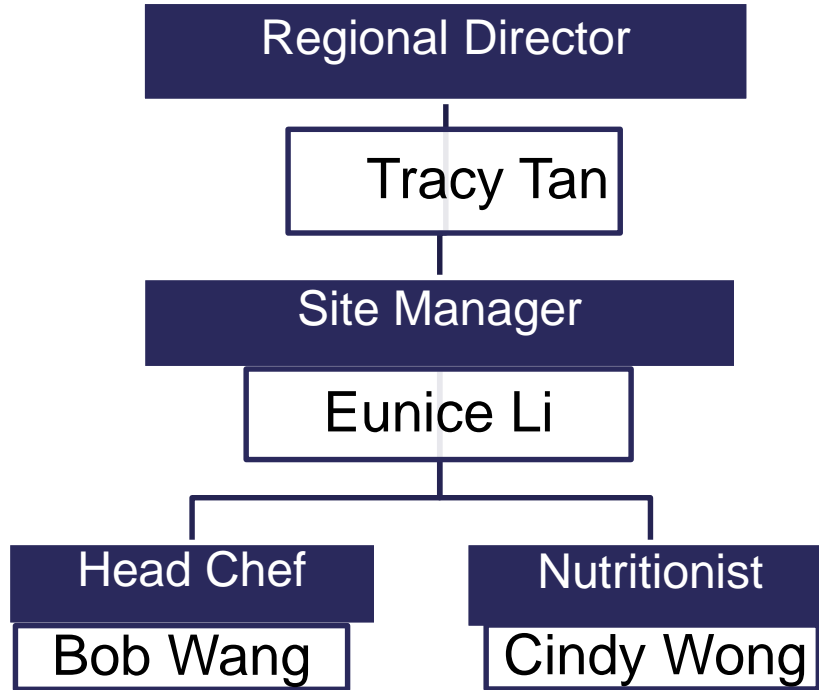 Regional Director
Tracy Tan
Site Manager
Eunice Li
Head Chef
Bob Wang
Nutritionist
Cindy Wong